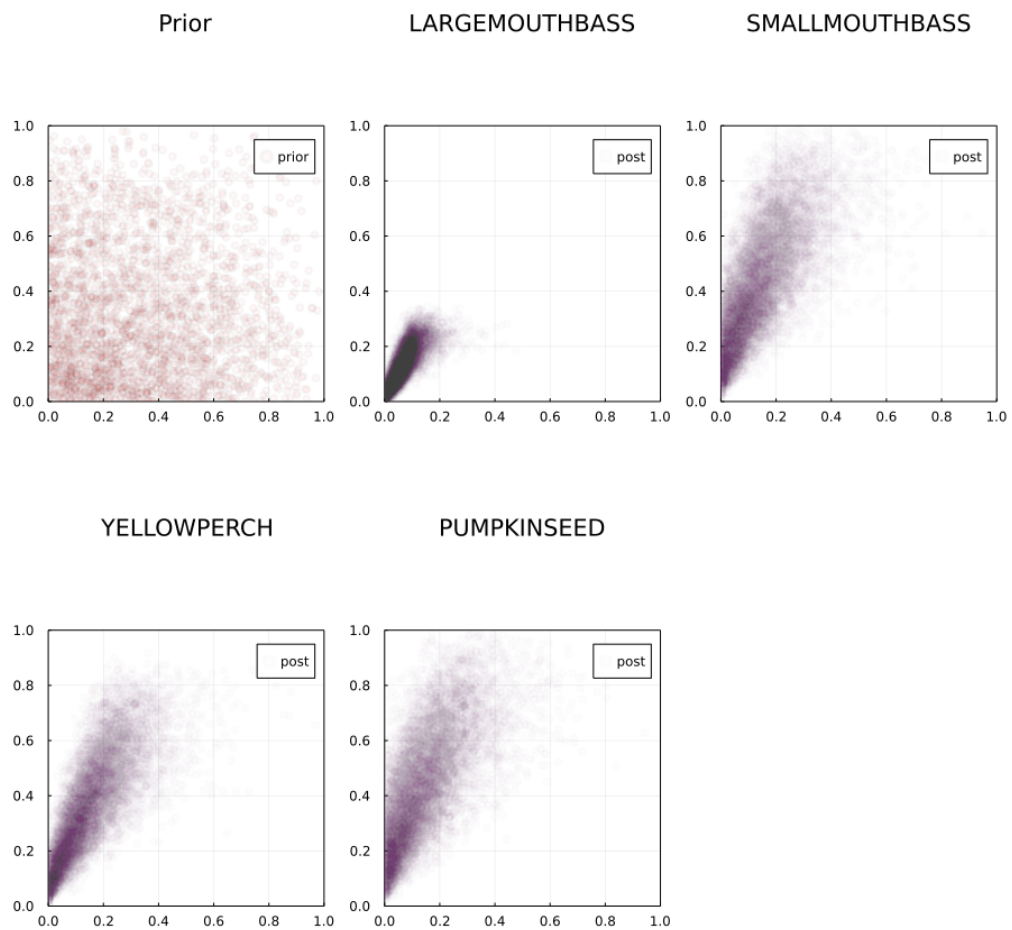 Prior LARGEMOUTHBASS SMALLMOUTHBASS
1.0 1.0 1.0
prior post post
0.8 0.8 0.8
0.6 0.6 0.6
0.4 0.4 0.4
0.2 0.2 0.2
0.0 0.0 0.0
0.0 0.2 0.4 0.6 0.8 1.0 0.0 0.2 0.4 0.6 0.8 1.0 0.0 0.2 0.4 0.6 0.8 1.0
YELLOWPERCH PUMPKINSEED
1.0 1.0
post post
0.8 0.8
0.6 0.6
0.4 0.4
0.2 0.2
0.0 0.0
0.0 0.2 0.4 0.6 0.8 1.0 0.0 0.2 0.4 0.6 0.8 1.0